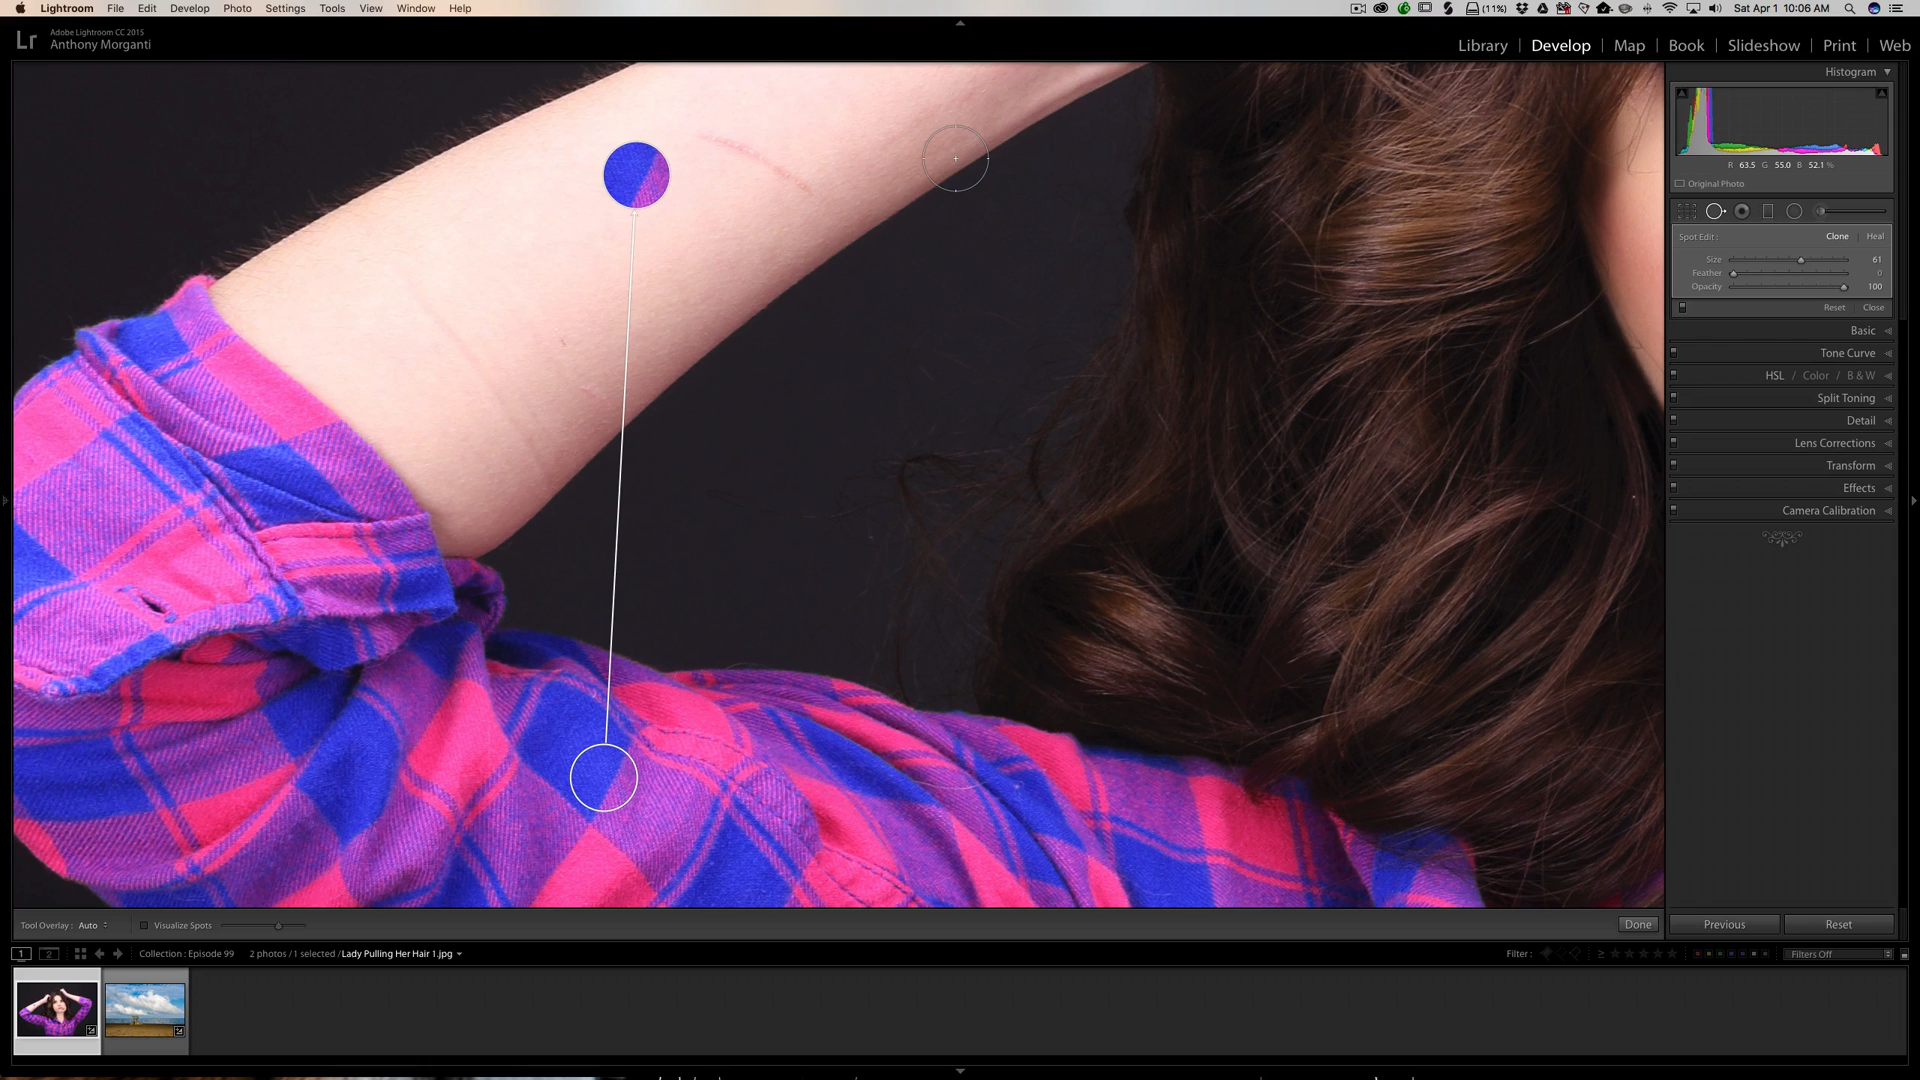 Lightroom File Edit Develop Photo Settings Tools View Window Help
(11%) Sat Apr 1 10:06 AM
Lr
Adobe Lightroom CC 2015
Anthony Morganti
Library | Develop | Map | Book | Slideshow | Print | Web
Histogram
R 63.5 G 55.0 B 52.1 %
Original Photo
Spot Edit : Clone | Heal
Size 61
Feather 0
Opacity 100
Reset Close
Basic
Tone Curve
HSL / Color / B & W
Split Toning
Detail
Lens Corrections
Transform
Effects
Camera Calibration
Tool Overlay : Auto Visualize Spots Done
Previous Reset
1 2 Collection : Episode 99 2 photos / 1 selected / Lady Pulling Her Hair 1.jpg Filter : ≥ Filters Off